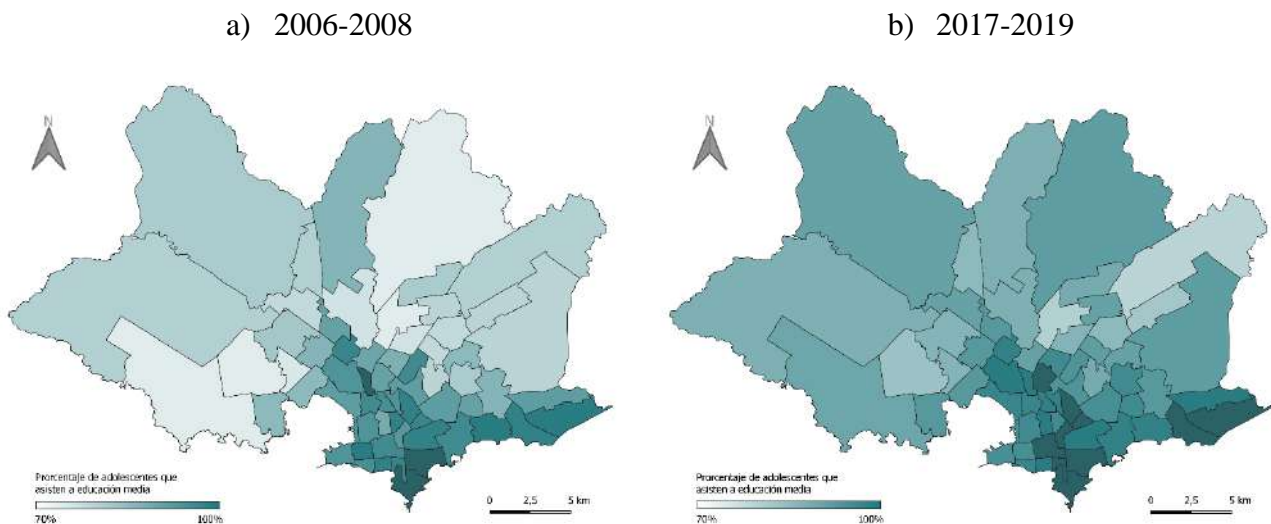 a) 2006-2008
b) 2017-2019
N
N
Prorcentaje de adolescentes que
asisten a educación media
70%
100%
0 2,5 5 km
Prorcentaje de adolescentes que
asisten a educación media
70%
100%
0 2,5 5 km